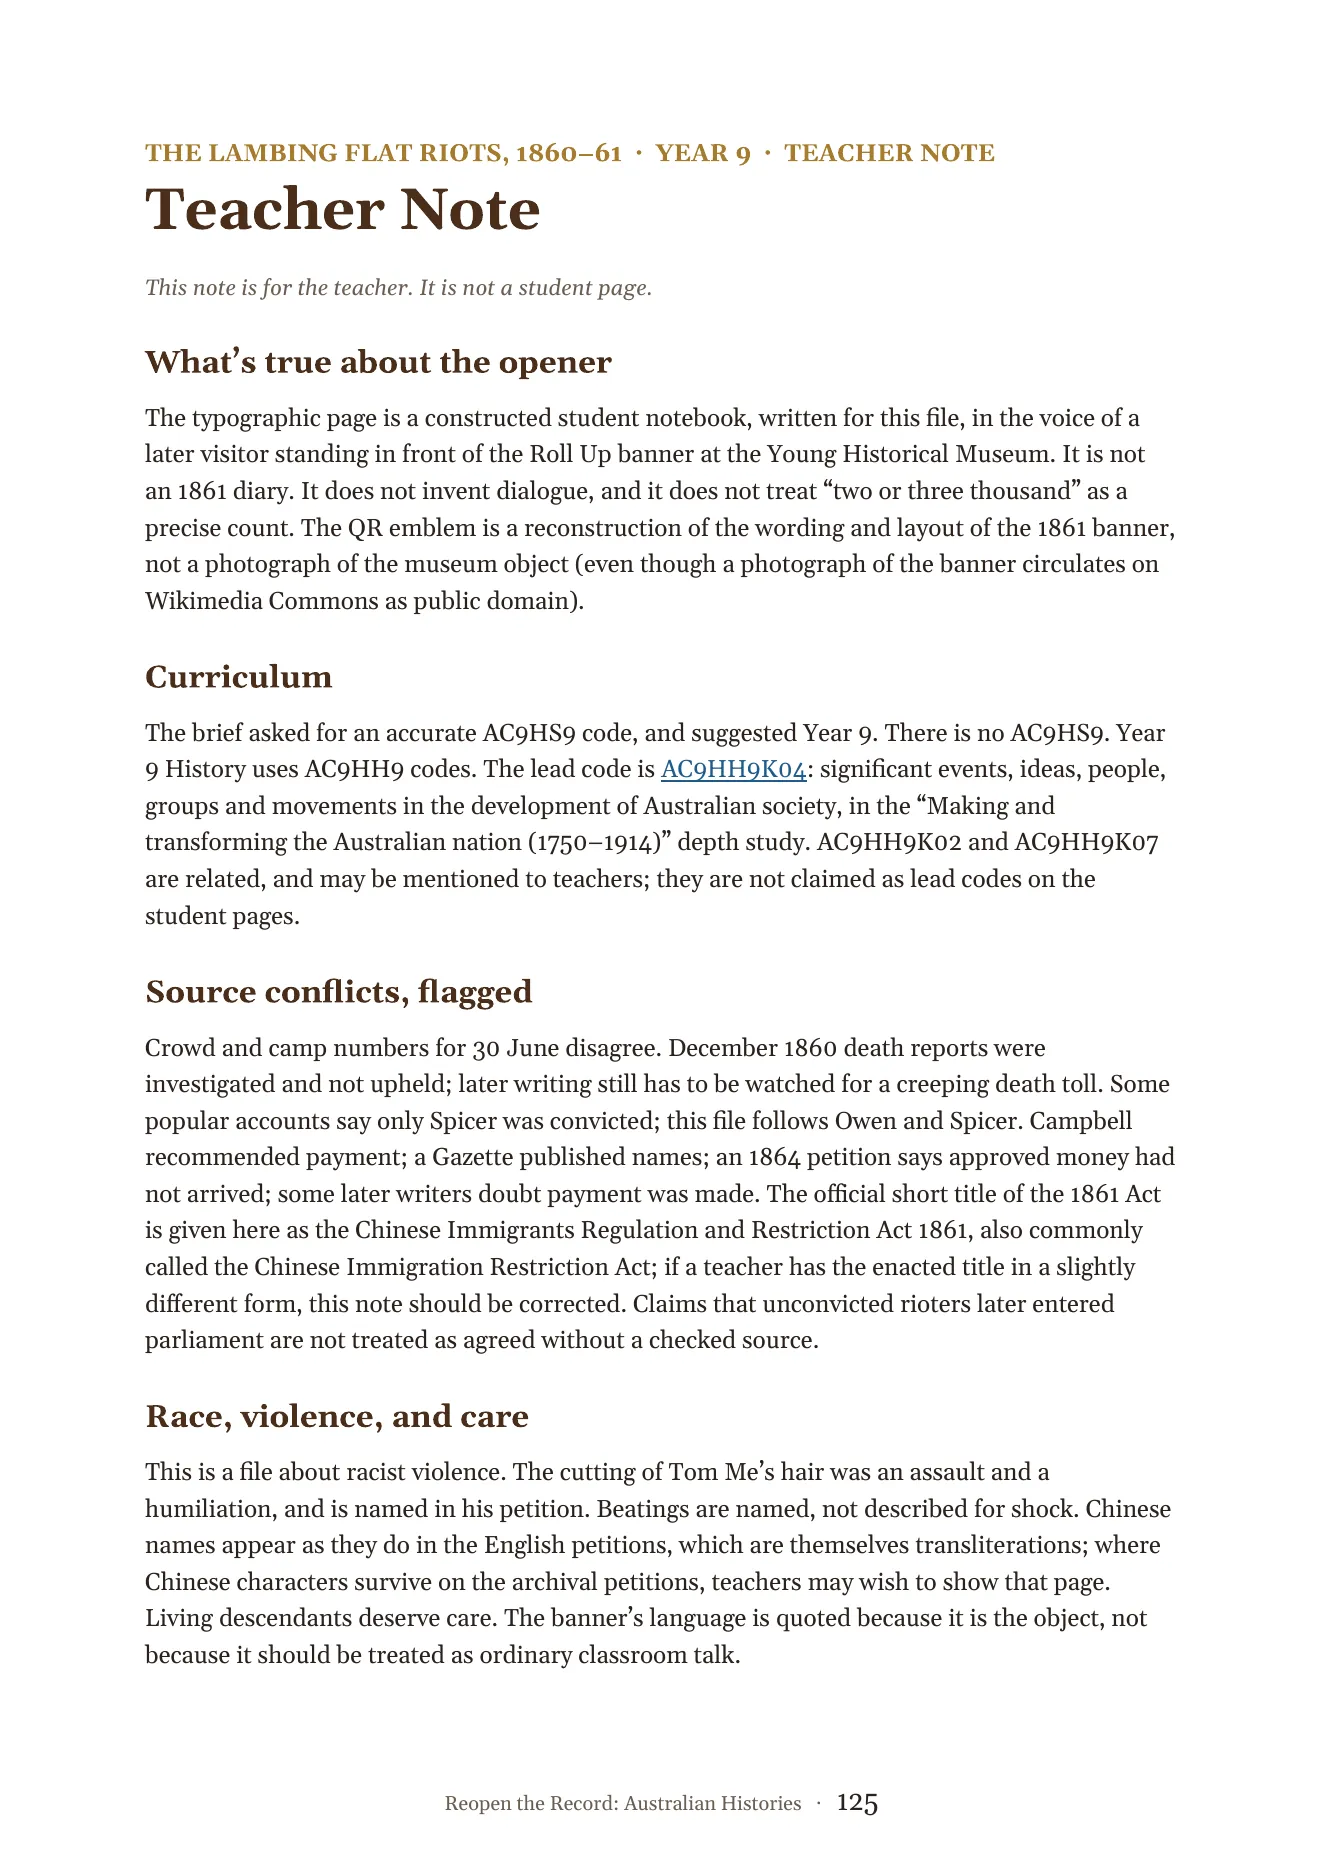 THE LAMBING FLAT RIOTS, 1860–61 · YEAR 9 · TEACHER NOTE
Teacher Note
This note is for the teacher. It is not a student page.
What’s true about the opener
The typographic page is a constructed student notebook, written for this file, in the voice of a
later visitor standing in front of the Roll Up banner at the Young Historical Museum. It is not
an 1861 diary. It does not invent dialogue, and it does not treat “two or three thousand” as a
precise count. The QR emblem is a reconstruction of the wording and layout of the 1861 banner,
not a photograph of the museum object (even though a photograph of the banner circulates on
Wikimedia Commons as public domain).
Curriculum
The brief asked for an accurate AC9HS9 code, and suggested Year 9. There is no AC9HS9. Year
9 History uses AC9HH9 codes. The lead code is AC9HH9K04: significant events, ideas, people,
groups and movements in the development of Australian society, in the “Making and
transforming the Australian nation (1750–1914)” depth study. AC9HH9K02 and AC9HH9K07
are related, and may be mentioned to teachers; they are not claimed as lead codes on the
student pages.
Source conflicts, flagged
Crowd and camp numbers for 30 June disagree. December 1860 death reports were
investigated and not upheld; later writing still has to be watched for a creeping death toll. Some
popular accounts say only Spicer was convicted; this file follows Owen and Spicer. Campbell
recommended payment; a Gazette published names; an 1864 petition says approved money had
not arrived; some later writers doubt payment was made. The official short title of the 1861 Act
is given here as the Chinese Immigrants Regulation and Restriction Act 1861, also commonly
called the Chinese Immigration Restriction Act; if a teacher has the enacted title in a slightly
different form, this note should be corrected. Claims that unconvicted rioters later entered
parliament are not treated as agreed without a checked source.
Race, violence, and care
This is a file about racist violence. The cutting of Tom Me’s hair was an assault and a
humiliation, and is named in his petition. Beatings are named, not described for shock. Chinese
names appear as they do in the English petitions, which are themselves transliterations; where
Chinese characters survive on the archival petitions, teachers may wish to show that page.
Living descendants deserve care. The banner’s language is quoted because it is the object, not
because it should be treated as ordinary classroom talk.
Reopen the Record: Australian Histories · 125